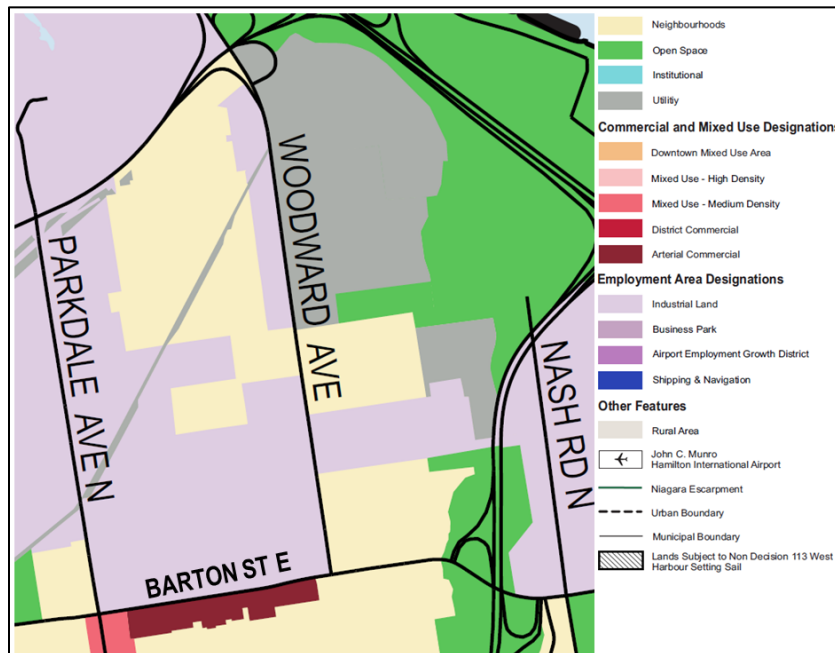 PARKDALE AVE N
WOODWARD AVE
NASH RD N
BARTON ST E
Neighbourhoods
Open Space
Institutional
Utilitiy
Commercial and Mixed Use Designations
Downtown Mixed Use Area
Mixed Use - High Density
Mixed Use - Medium Density
District Commercial
Arterial Commercial
Employment Area Designations
Industrial Land
Business Park
Airport Employment Growth District
Shipping & Navigation
Other Features
Rural Area
John C. Munro
Hamilton International Airport
Niagara Escarpment
Urban Boundary
Municipal Boundary
Lands Subject to Non Decision 113 West
Harbour Setting Sail